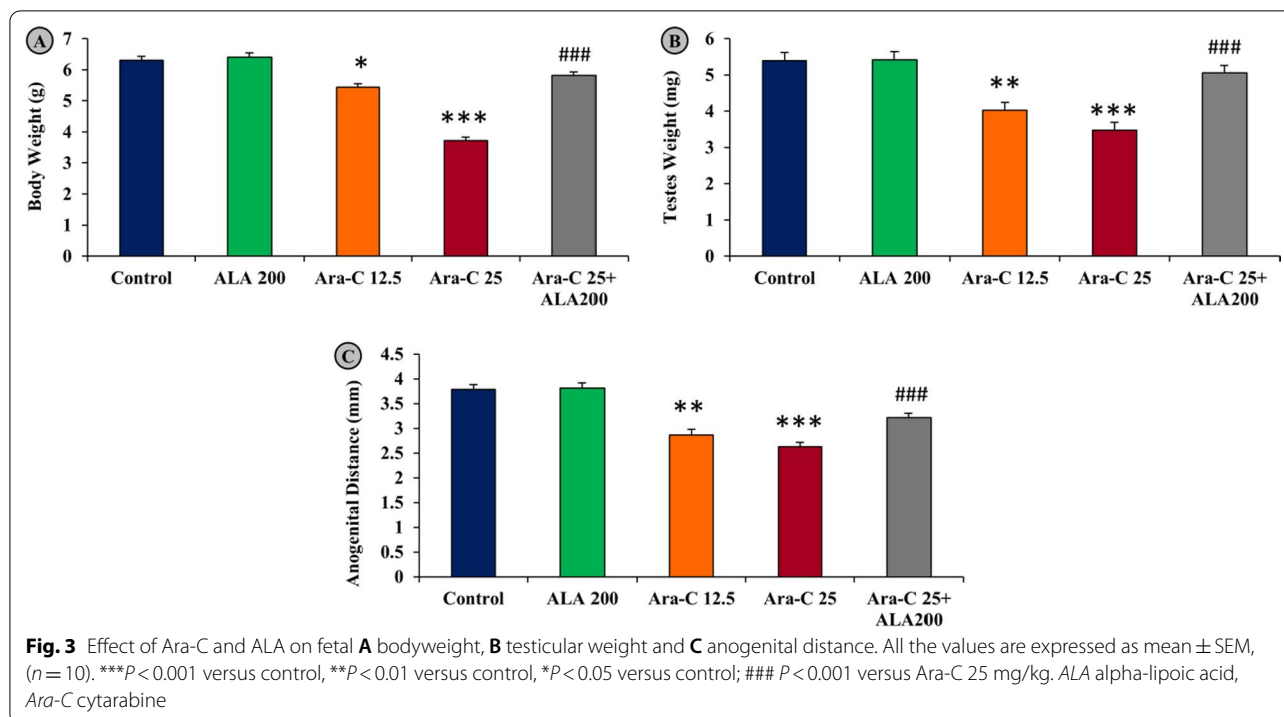 A
Body Weight (g)
7
6
5
4
3
2
1
0
*
***
###
Control
ALA 200
Ara-C 12.5
Ara-C 25
Ara-C 25+
ALA200
B
Testes Weight (mg)
6
5
4
3
2
1
0
**
***
###
Control
ALA 200
Ara-C 12.5
Ara-C 25
Ara-C 25+
ALA200
C
Anogenital Distance (mm)
4.5
4
3.5
3
2.5
2
1.5
1
0.5
0
**
***
###
Control
ALA 200
Ara-C 12.5
Ara-C 25
Ara-C 25+
ALA200
Fig. 3 Effect of Ara-C and ALA on fetal A bodyweight, B testicular weight and C anogenital distance. All the values are expressed as mean ± SEM,
(n = 10). ***P < 0.001 versus control, **P < 0.01 versus control, *P < 0.05 versus control; ### P < 0.001 versus Ara-C 25 mg/kg. ALA alpha-lipoic acid,
Ara-C cytarabine